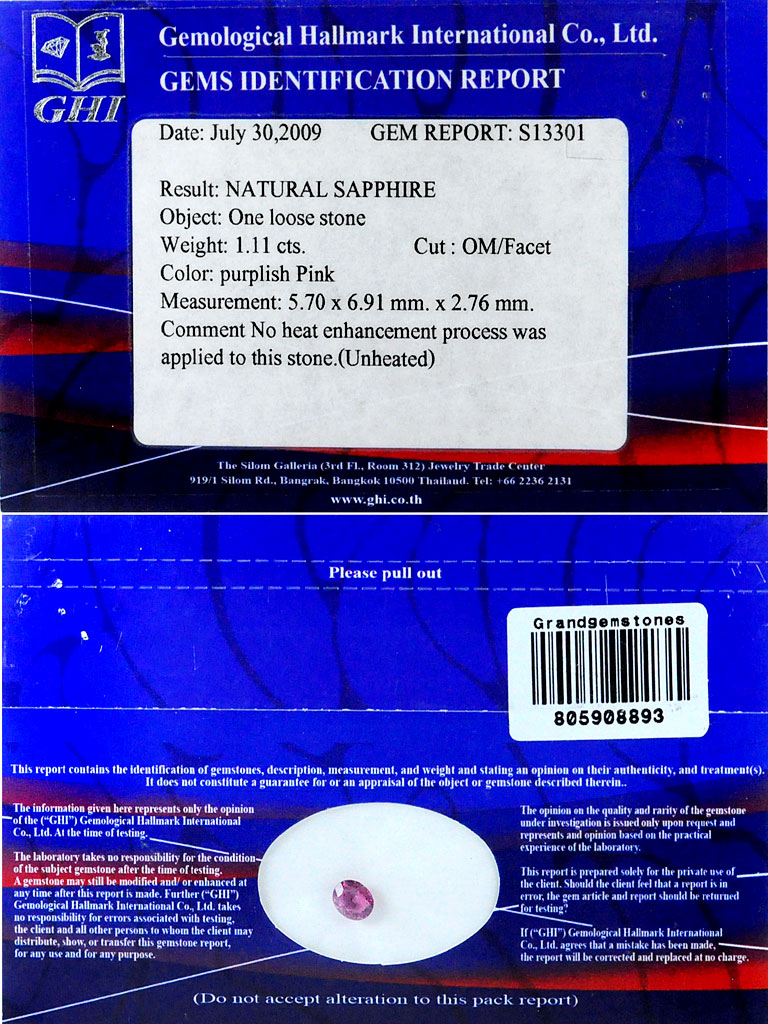 Gemological Hallmark International Co., Ltd.
GEMS IDENTIFICATION REPORT
GHI
Date: July 30,2009 GEM REPORT: S13301
Result: NATURAL SAPPHIRE
Object: One loose stone
Weight: 1.11 cts. Cut : OM/Facet
Color: purplish Pink
Measurement: 5.70 x 6.91 mm. x 2.76 mm.
Comment No heat enhancement process was
applied to this stone.(Unheated)
The Silom Galleria (3rd Fl., Room 312) Jewelry Trade Center
919/1 Silom Rd., Bangrak, Bangkok 10500 Thailand. Tel: +66 2236 2131
www.ghi.co.th
Please pull out
Grandgemstones
805908893
This report contains the identification of gemstones, description, measurement, and weight and stating an opinion on their authenticity, and treatment(s).
It does not constitute a guarantee for or an appraisal of the object or gemstone described therein..
The information given here represents only the opinion
of the ("GHI") Gemological Hallmark International
Co., Ltd. At the time of testing.
The laboratory takes no responsibility for the condition
of the subject gemstone after the time of testing.
A gemstone may still be modified and/ or enhanced at
any time after this report is made. Further ("GHI")
Gemological Hallmark International Co., Ltd. takes
no responsibility for errors associated with testing,
the client and all other persons to whom the client may
distribute, show, or transfer this gemstone report,
for any use and for any purpose.
The opinion on the quality and rarity of the gemstone
under investigation is issued only upon request and
represents and opinion based on the practical
experience of the laboratory.
This report is prepared solely for the private use of
the client. Should the client feel that a report is in
error, the gem article and report should be returned
for testing?
If ("GHI") Gemological Hallmark International
Co., Ltd. agrees that a mistake has been made,
the report will be corrected and replaced at no charge.
(Do not accept alteration to this pack report)